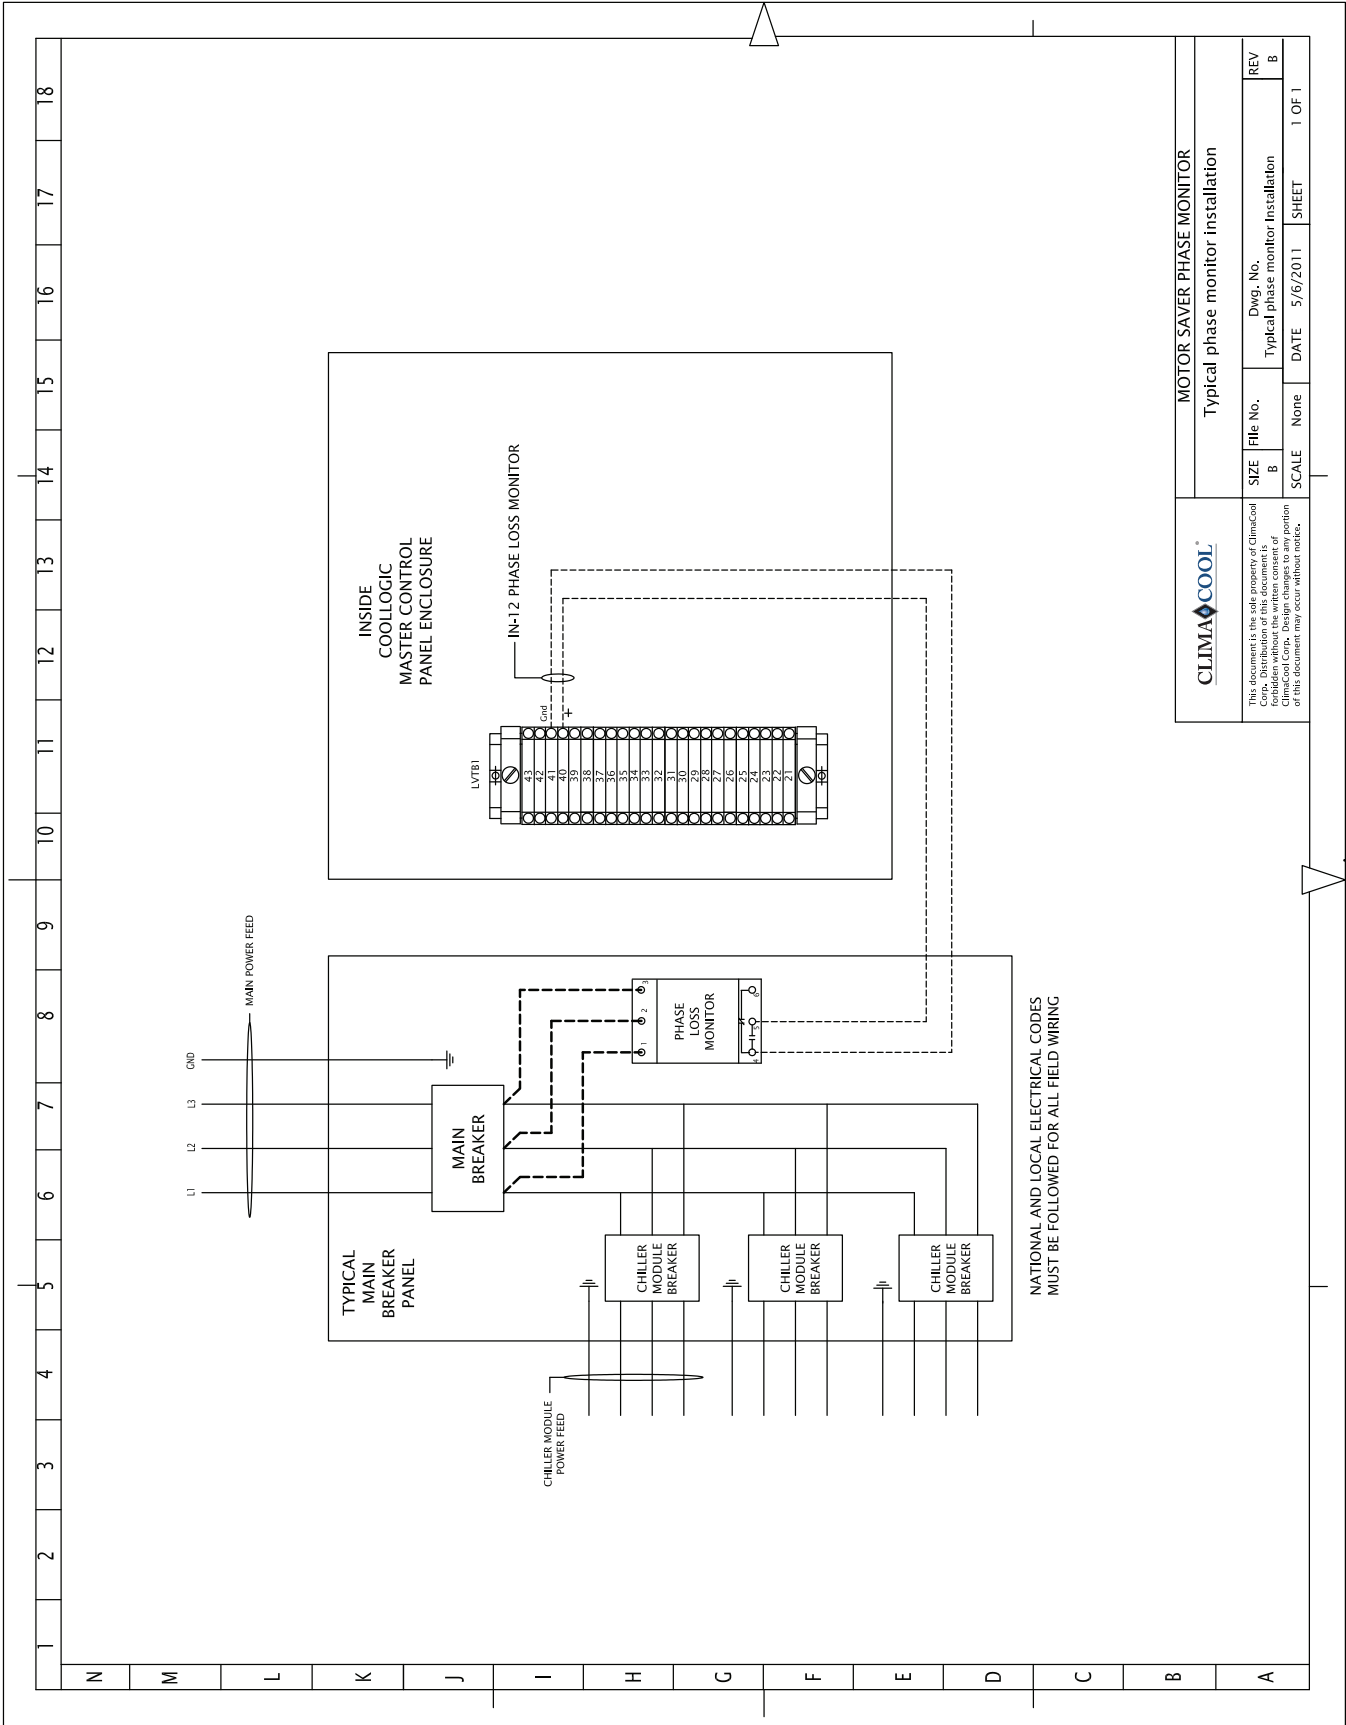 18
17
16
15
14
13
12
11
10
9
8
7
6
5
4
3
2
1
N
M
L
K
J
I
H
G
F
E
D
C
B
A
MAIN POWER FEED
GND
L3
L2
L1
TYPICAL
MAIN
BREAKER
PANEL
MAIN
BREAKER
PHASE
LOSS
MONITOR
1
2
3
4
5
6
CHILLER
MODULE
BREAKER
CHILLER
MODULE
BREAKER
CHILLER
MODULE
BREAKER
CHILLER MODULE
POWER FEED
INSIDE
COOLLOGIC
MASTER CONTROL
PANEL ENCLOSURE
IN-12 PHASE LOSS MONITOR
LVTB1
Gnd
+
43
42
41
40
39
38
37
36
35
34
33
32
31
30
29
28
27
26
25
24
23
22
21
NATIONAL AND LOCAL ELECTRICAL CODES
MUST BE FOLLOWED FOR ALL FIELD WIRING
CLIMACOOL®
This document is the sole property of ClimaCool
Corp. Distribution of this document is
forbidden without the written consent of
ClimaCool Corp. Design changes to any portion
of this document may occur without notice.
MOTOR SAVER PHASE MONITOR
Typical phase monitor installation
SIZE
B
File No.
Dwg. No.
Typical phase monitor Installation
REV
B
SCALE None
DATE 5/6/2011
SHEET 1 OF 1